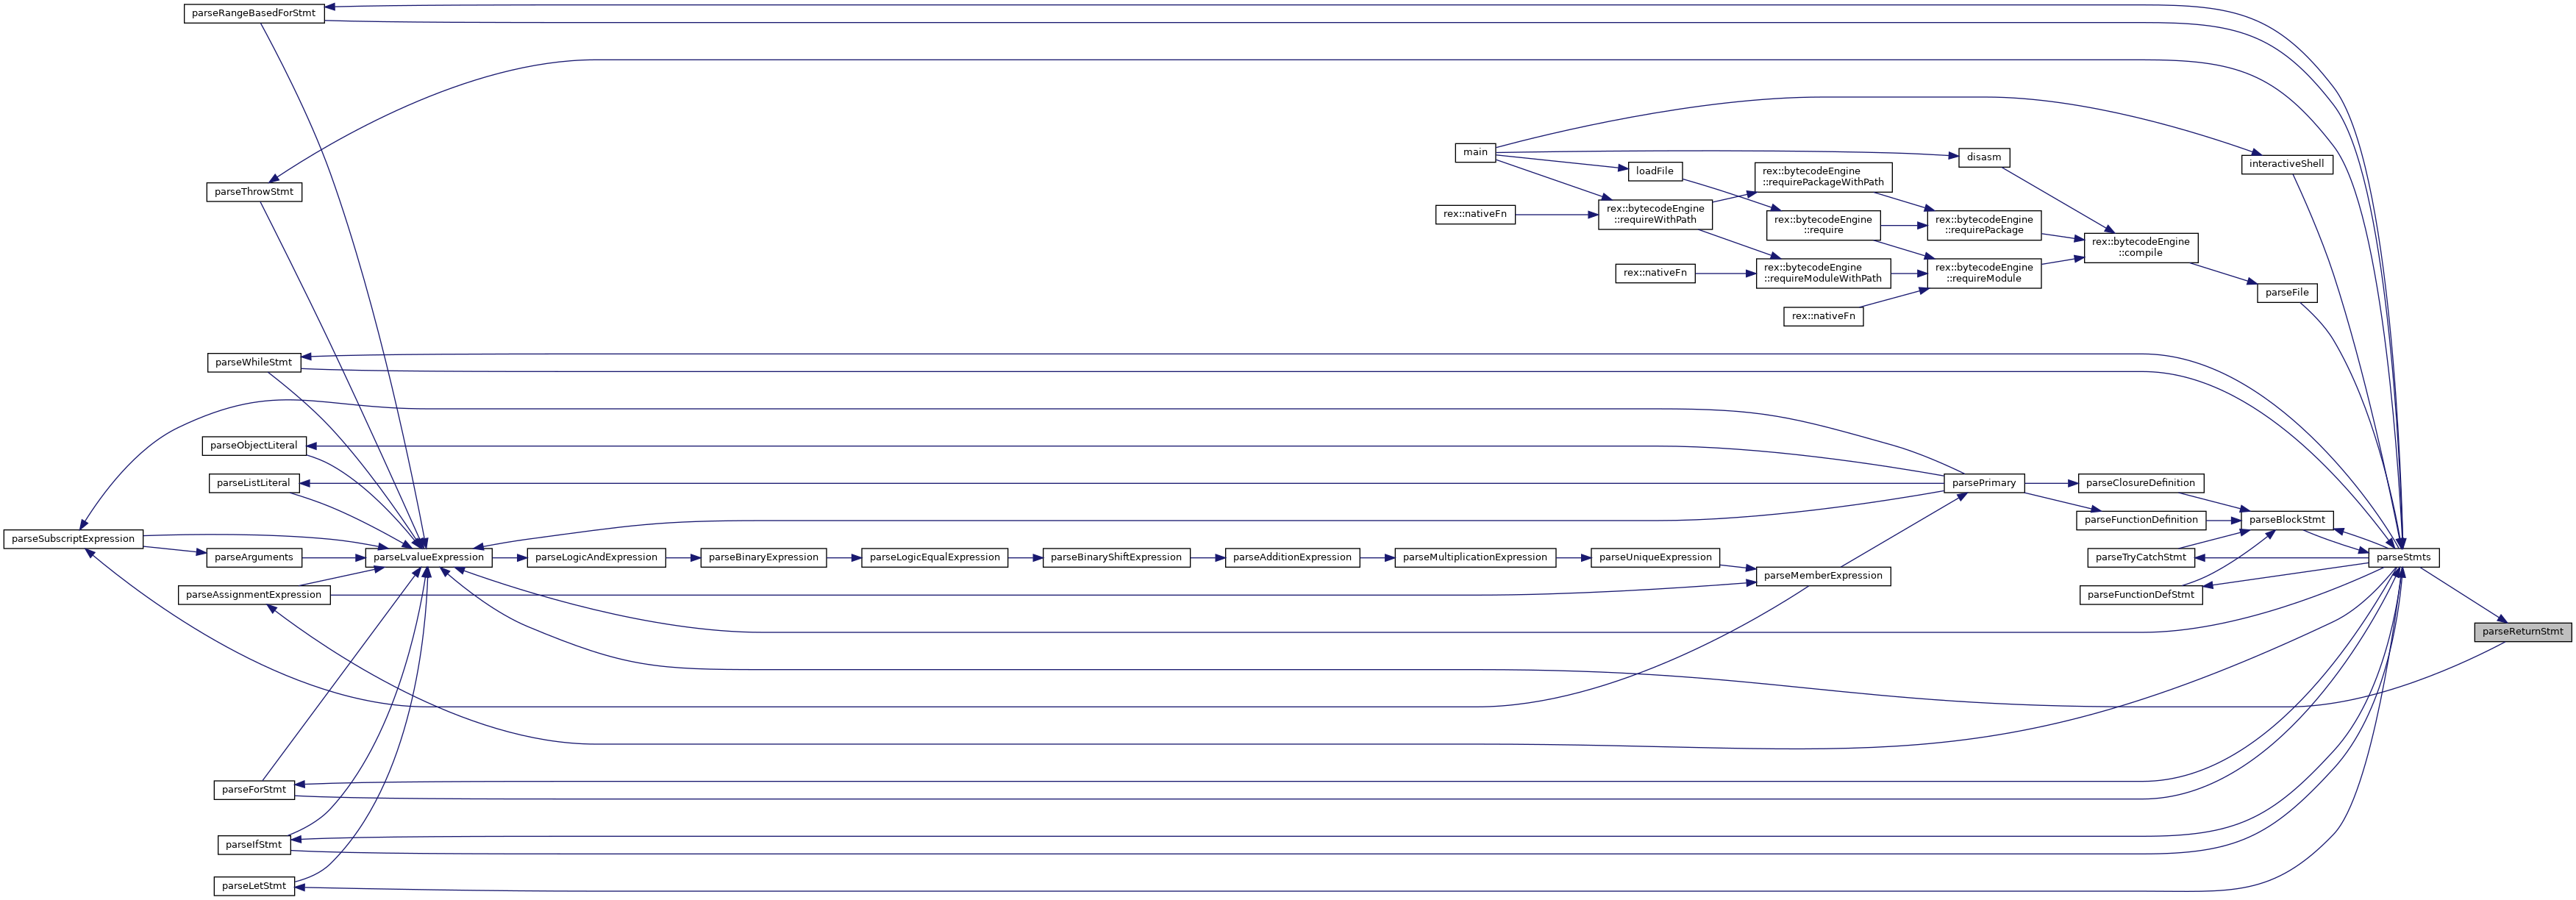 parseRangeBasedForStmt
main
disasm
interactiveShell
loadFile
rex::bytecodeEngine
::requirePackageWithPath
parseThrowStmt
rex::nativeFn
rex::bytecodeEngine
::requireWithPath
rex::bytecodeEngine
::require
rex::bytecodeEngine
::requirePackage
rex::bytecodeEngine
::compile
rex::nativeFn
rex::bytecodeEngine
::requireModuleWithPath
rex::bytecodeEngine
::requireModule
parseFile
rex::nativeFn
parseWhileStmt
parseObjectLiteral
parseListLiteral
parsePrimary
parseClosureDefinition
parseFunctionDefinition
parseBlockStmt
parseSubscriptExpression
parseArguments
parseLvalueExpression
parseLogicAndExpression
parseBinaryExpression
parseLogicEqualExpression
parseBinaryShiftExpression
parseAdditionExpression
parseMultiplicationExpression
parseUniqueExpression
parseMemberExpression
parseTryCatchStmt
parseStmts
parseAssignmentExpression
parseFunctionDefStmt
parseReturnStmt
parseForStmt
parseIfStmt
parseLetStmt